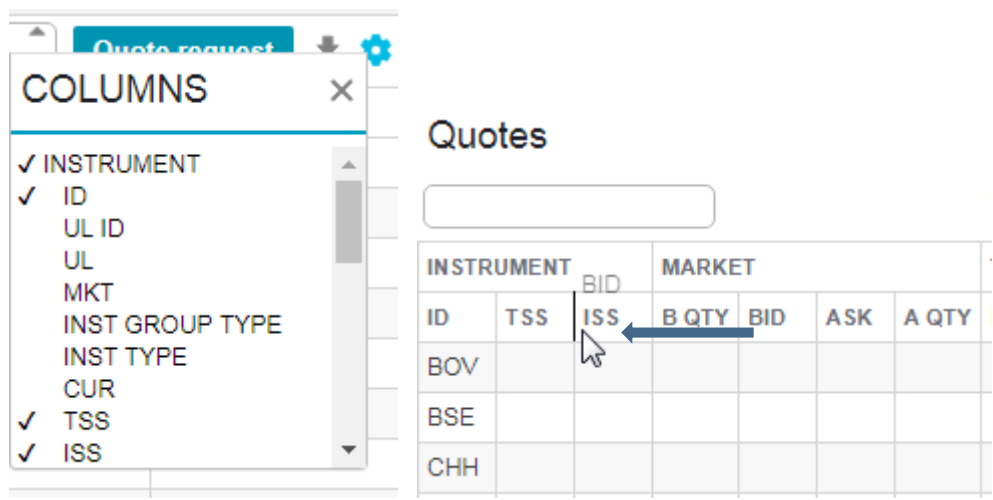 Quote request
COLUMNS
✓ INSTRUMENT
✓ ID
UL ID
UL
MKT
INST GROUP TYPE
INST TYPE
CUR
✓ TSS
✓ ISS
Quotes
INSTRUMENT MARKET
BID
ID TSS ISS B QTY BID ASK A QTY
BOV
BSE
CHH